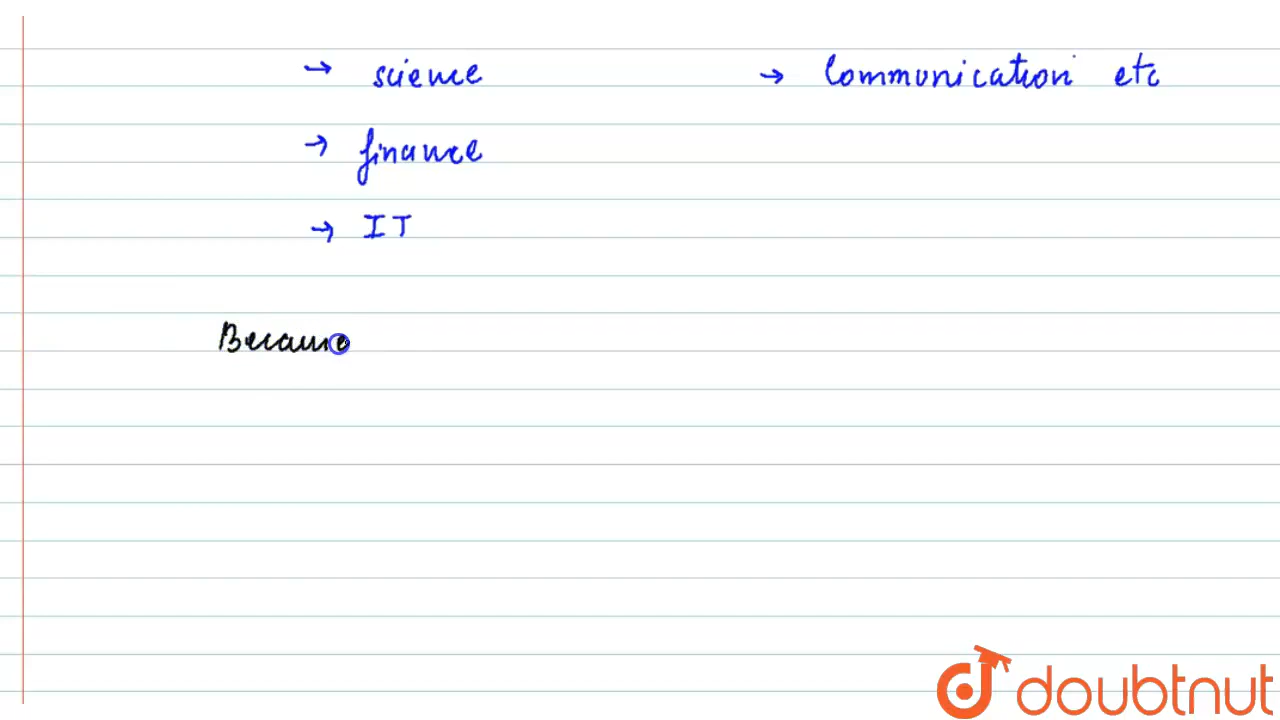 → science → Communication etc
→ finance
→ IT
Because
doubtnut